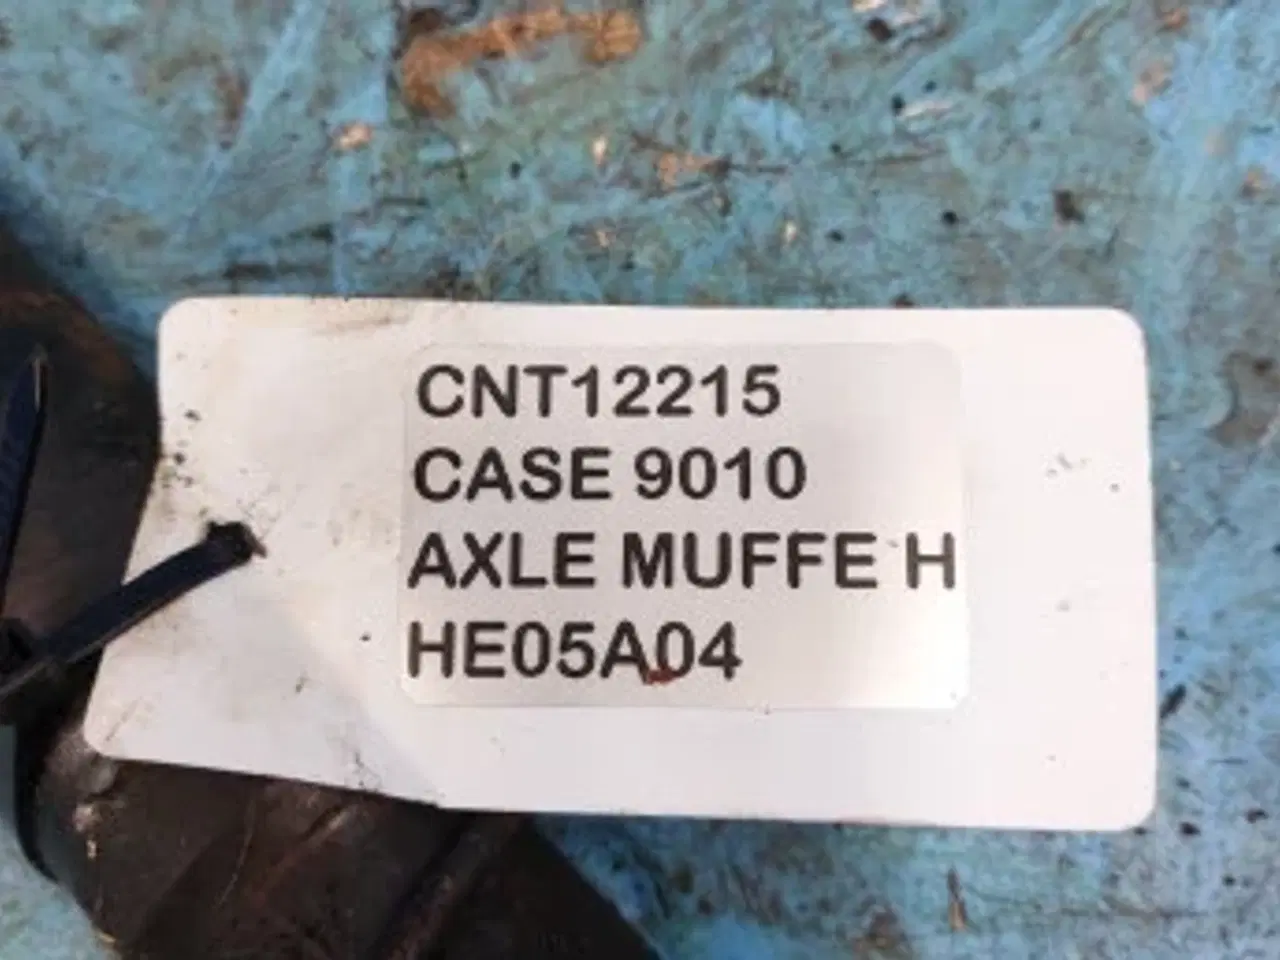 CNT12215
CASE 9010
AXLE MUFFE H
HE05A04